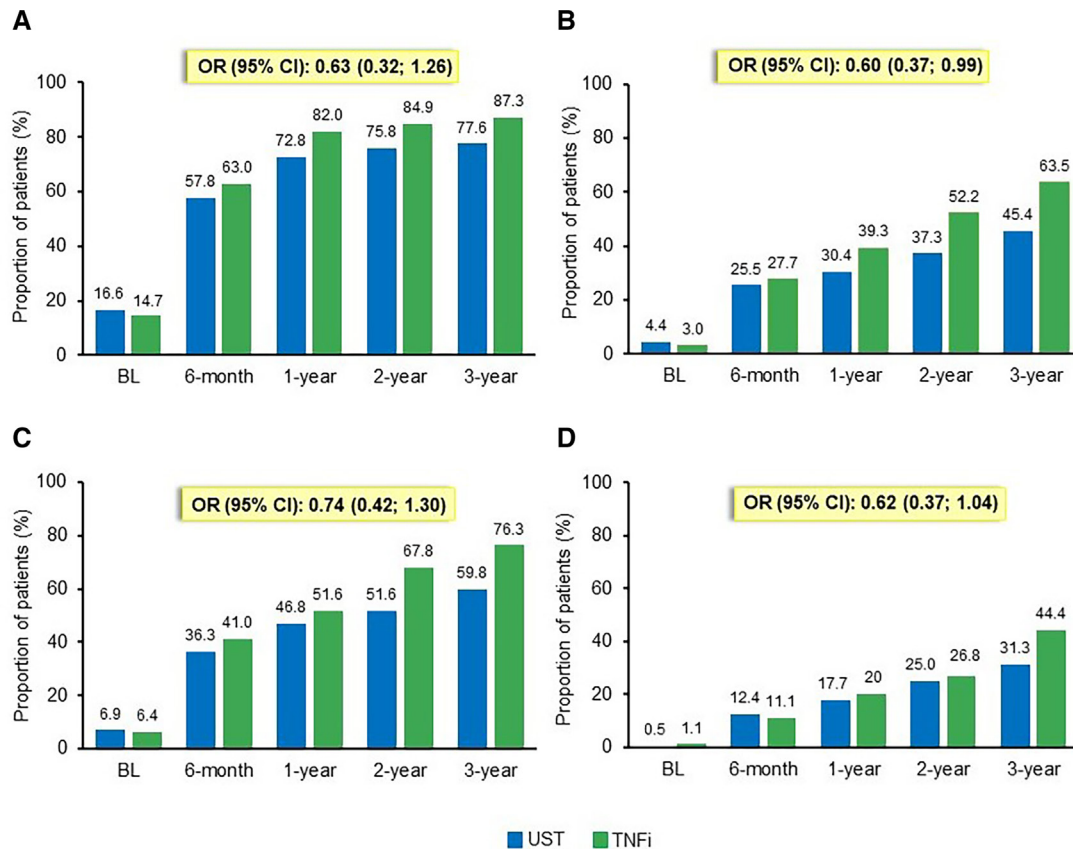 A
OR (95% CI): 0.63 (0.32; 1.26)
Proportion of patients (%)
100
80
60
40
20
0
16.6 14.7
57.8 63.0
72.8 82.0
75.8 84.9
77.6 87.3
BL 6-month 1-year 2-year 3-year
B
OR (95% CI): 0.60 (0.37; 0.99)
Proportion of patients (%)
100
80
60
40
20
0
4.4 3.0
25.5 27.7
30.4 39.3
37.3 52.2
45.4 63.5
BL 6-month 1-year 2-year 3-year
C
OR (95% CI): 0.74 (0.42; 1.30)
Proportion of patients (%)
100
80
60
40
20
0
6.9 6.4
36.3 41.0
46.8 51.6
51.6 67.8
59.8 76.3
BL 6-month 1-year 2-year 3-year
D
OR (95% CI): 0.62 (0.37; 1.04)
Proportion of patients (%)
100
80
60
40
20
0
0.5 1.1
12.4 11.1
17.7 20
25.0 26.8
31.3 44.4
BL 6-month 1-year 2-year 3-year
UST TNFi